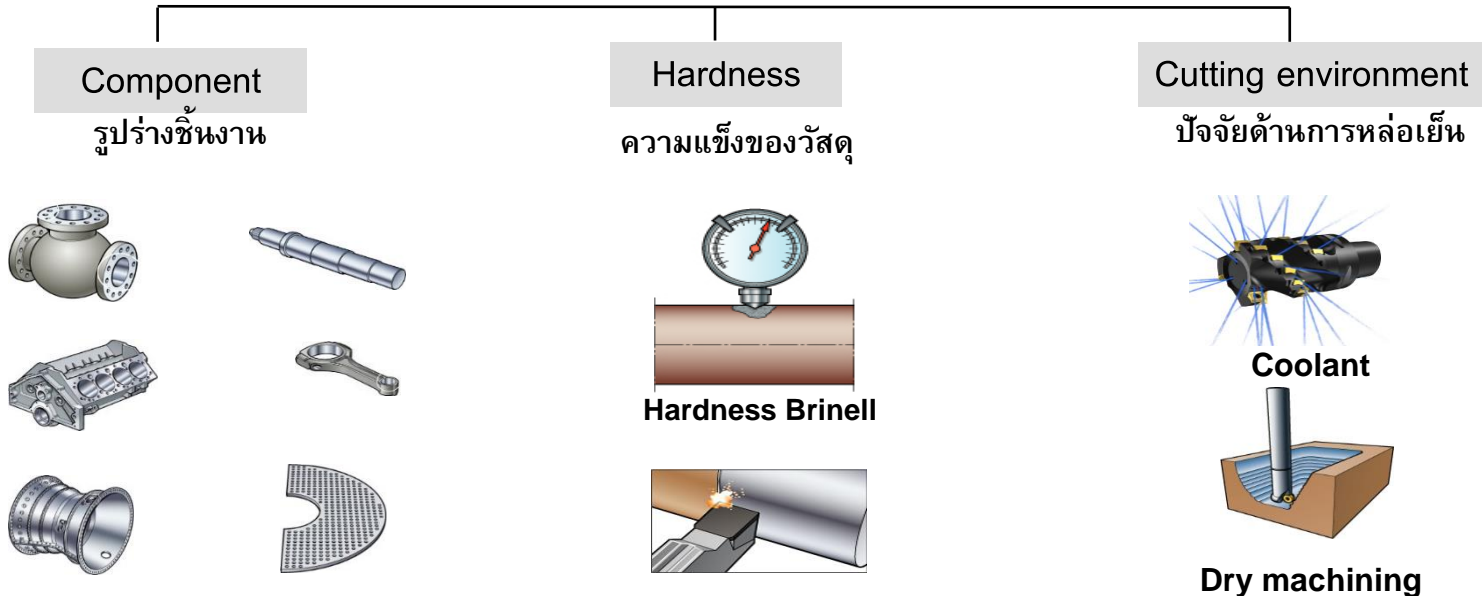 Component
รูปร่างชิ้นงาน
Hardness
ความแข็งของวัสดุ
Hardness Brinell
Cutting environment
ปัจจัยด้านการหล่อเย็น
Coolant
Dry machining